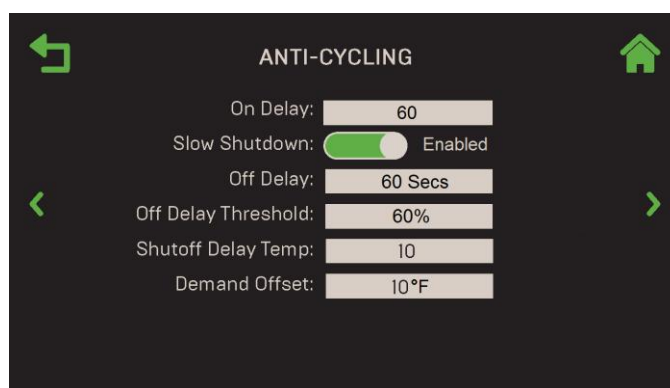 ANTI-CYCLING
On Delay: 60
Slow Shutdown: Enabled
Off Delay: 60 Secs
Off Delay Threshold: 60%
Shutoff Delay Temp: 10
Demand Offset: 10°F